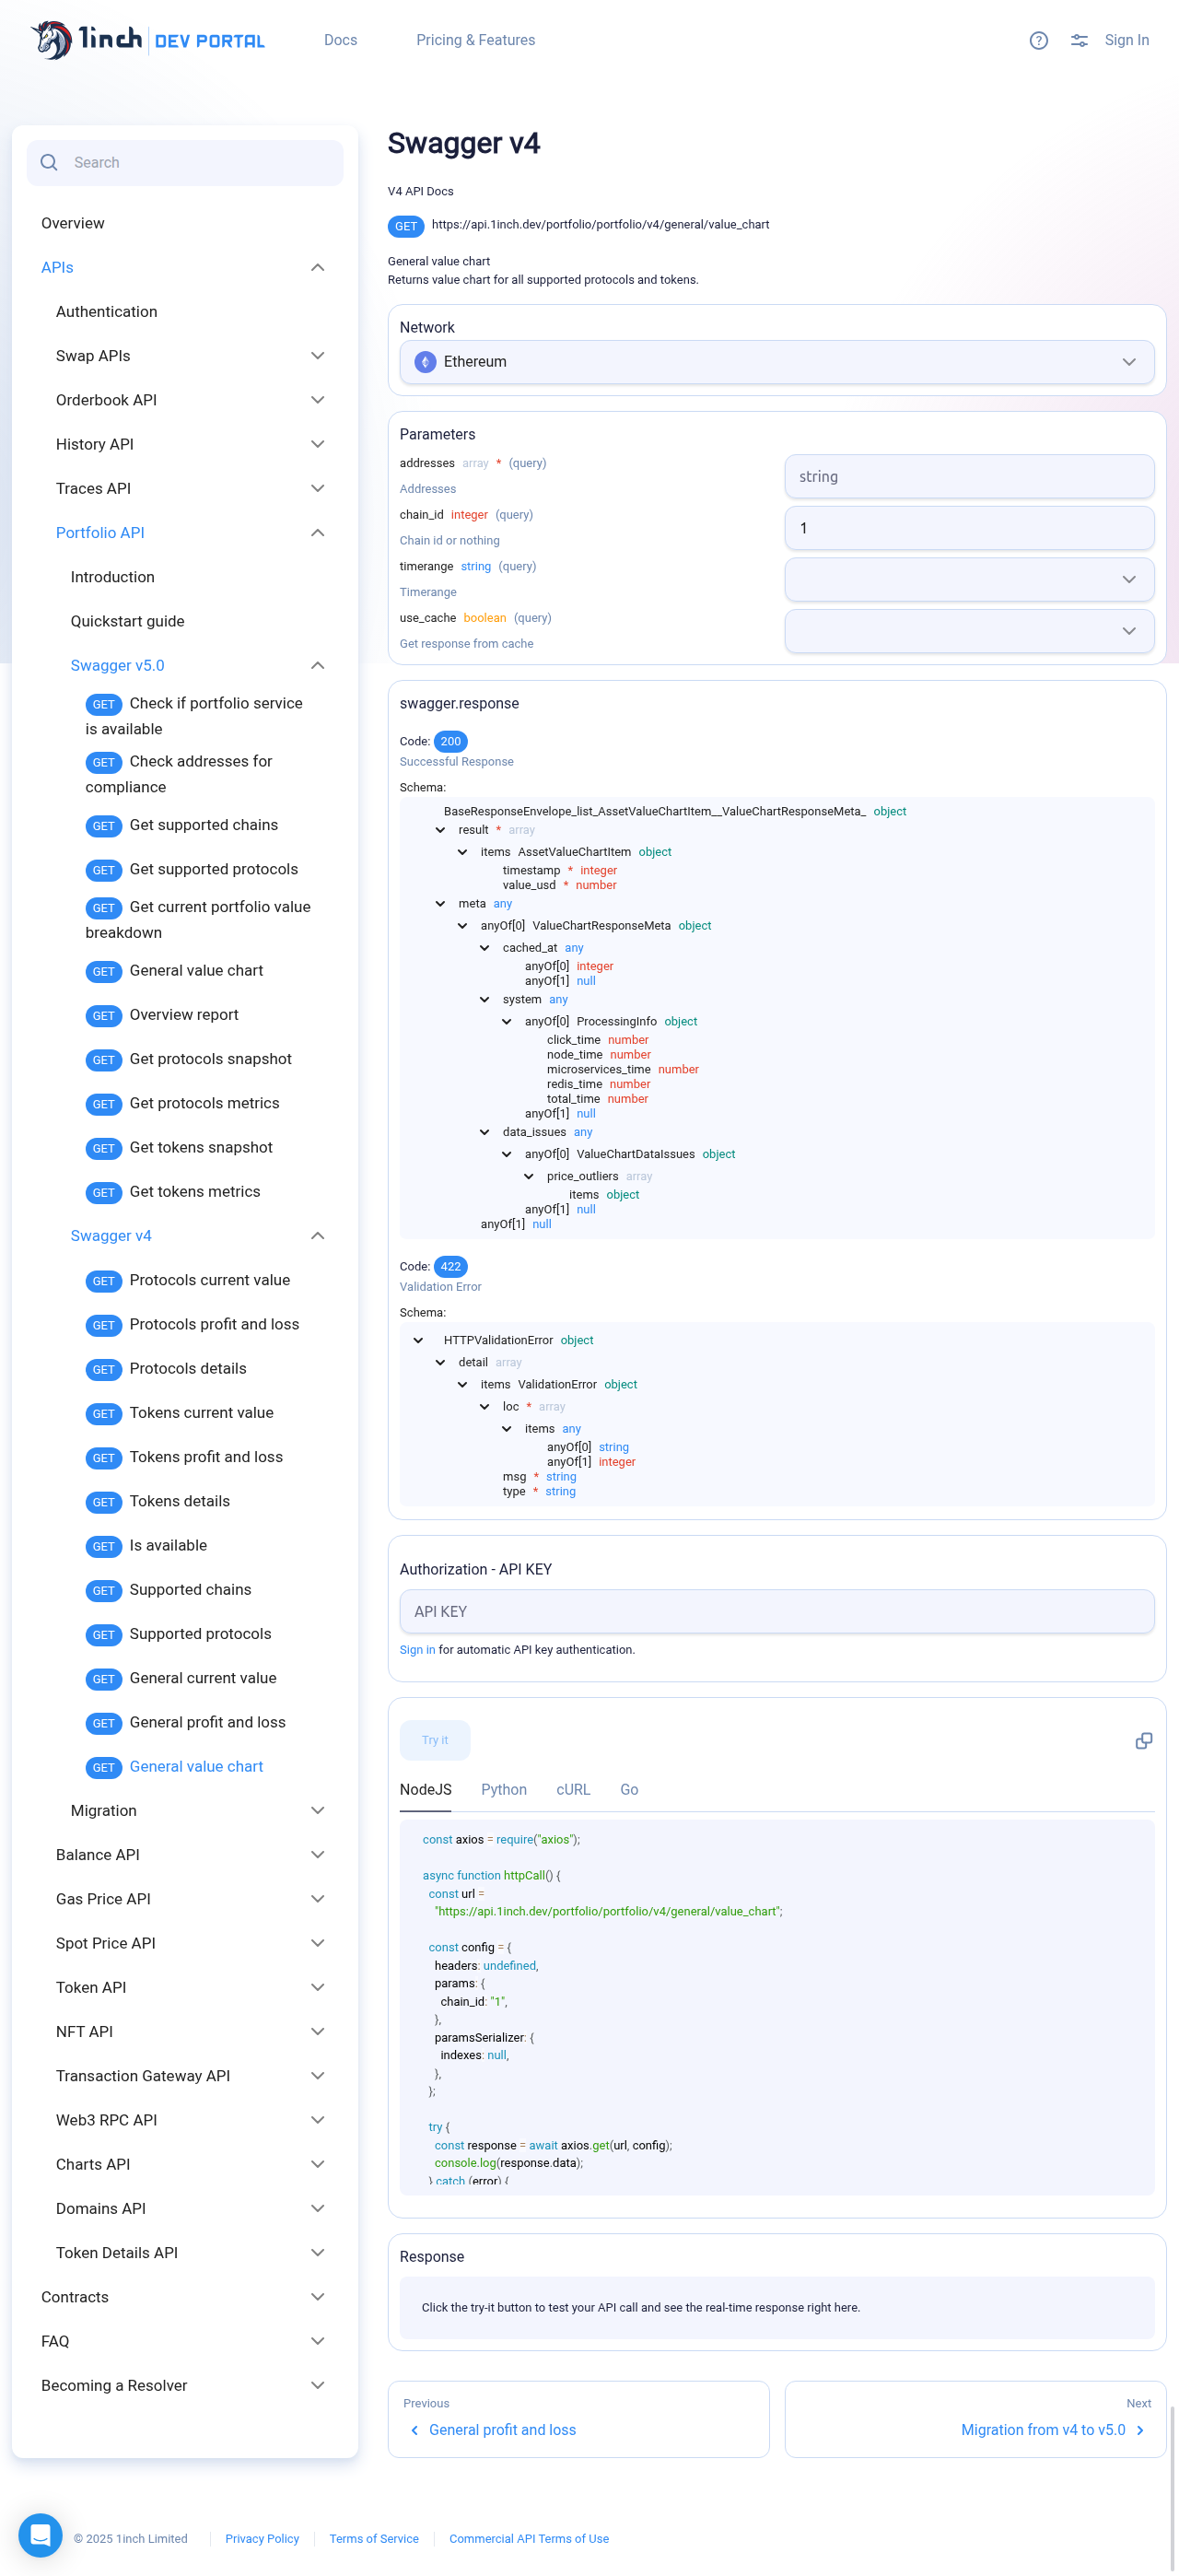 1inch DEV PORTAL
Docs
Pricing & Features
Sign In
Search
Overview
APIs
Authentication
Swap APIs
Orderbook API
History API
Traces API
Portfolio API
Introduction
Quickstart guide
Swagger v5.0
GET Check if portfolio service
is available
GET Check addresses for
compliance
GET Get supported chains
GET Get supported protocols
GET Get current portfolio value
breakdown
GET General value chart
GET Overview report
GET Get protocols snapshot
GET Get protocols metrics
GET Get tokens snapshot
GET Get tokens metrics
Swagger v4
GET Protocols current value
GET Protocols profit and loss
GET Protocols details
GET Tokens current value
GET Tokens profit and loss
GET Tokens details
GET Is available
GET Supported chains
GET Supported protocols
GET General current value
GET General profit and loss
GET General value chart
Migration
Balance API
Gas Price API
Spot Price API
Token API
NFT API
Transaction Gateway API
Web3 RPC API
Charts API
Domains API
Token Details API
Contracts
FAQ
Becoming a Resolver
Swagger v4
V4 API Docs
GET https://api.1inch.dev/portfolio/portfolio/v4/general/value_chart
General value chart
Returns value chart for all supported protocols and tokens.
Network
Ethereum
Parameters
addresses array * (query)
Addresses
string
chain_id integer (query)
Chain id or nothing
1
timerange string (query)
Timerange
use_cache boolean (query)
Get response from cache
swagger.response
Code: 200
Successful Response
Schema:
BaseResponseEnvelope_list_AssetValueChartItem__ValueChartResponseMeta_ object
result * array
items AssetValueChartItem object
timestamp * integer
value_usd * number
meta any
anyOf[0] ValueChartResponseMeta object
cached_at any
anyOf[0] integer
anyOf[1] null
system any
anyOf[0] ProcessingInfo object
click_time number
node_time number
microservices_time number
redis_time number
total_time number
anyOf[1] null
data_issues any
anyOf[0] ValueChartDataIssues object
price_outliers array
items object
anyOf[1] null
anyOf[1] null
Code: 422
Validation Error
Schema:
HTTPValidationError object
detail array
items ValidationError object
loc * array
items any
anyOf[0] string
anyOf[1] integer
msg * string
type * string
Authorization - API KEY
API KEY
Sign in for automatic API key authentication.
Try it
NodeJS Python cURL Go
const axios = require("axios");
async function httpCall() {
const url =
"https://api.1inch.dev/portfolio/portfolio/v4/general/value_chart";
const config = {
headers: undefined,
params: {
chain_id: "1",
},
paramsSerializer: {
indexes: null,
},
};
try {
const response = await axios.get(url, config);
console.log(response.data);
} catch (error) {
Response
Click the try-it button to test your API call and see the real-time response right here.
Previous
General profit and loss
Next
Migration from v4 to v5.0
© 2025 1inch Limited
Privacy Policy
Terms of Service
Commercial API Terms of Use